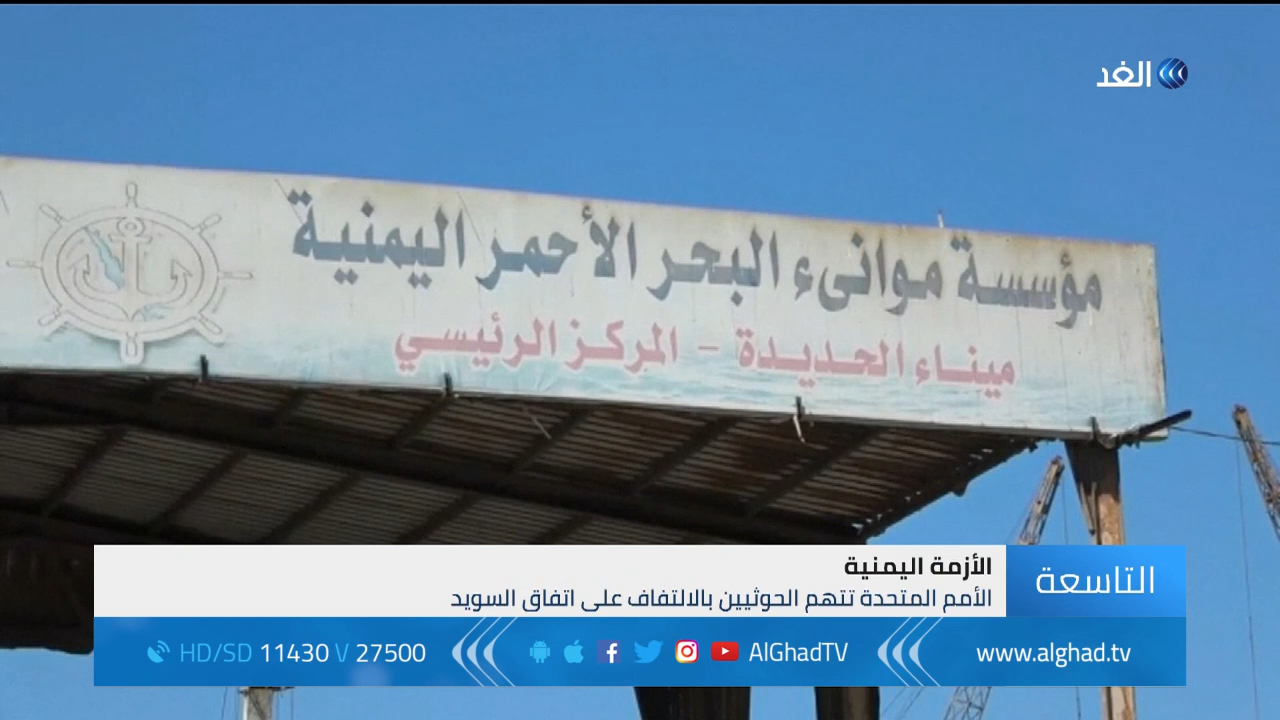 الغد
مؤسسة موانىء البحر الأحمر اليمنية
ميناء الحديدة - المركز الرئيسي
الأزمة اليمنية
التاسعة
الأمم المتحدة تتهم الحوثيين بالالتفاف على اتفاق السويد
HD/SD 11430 V 27500
AlGhadTV
www.alghad.tv